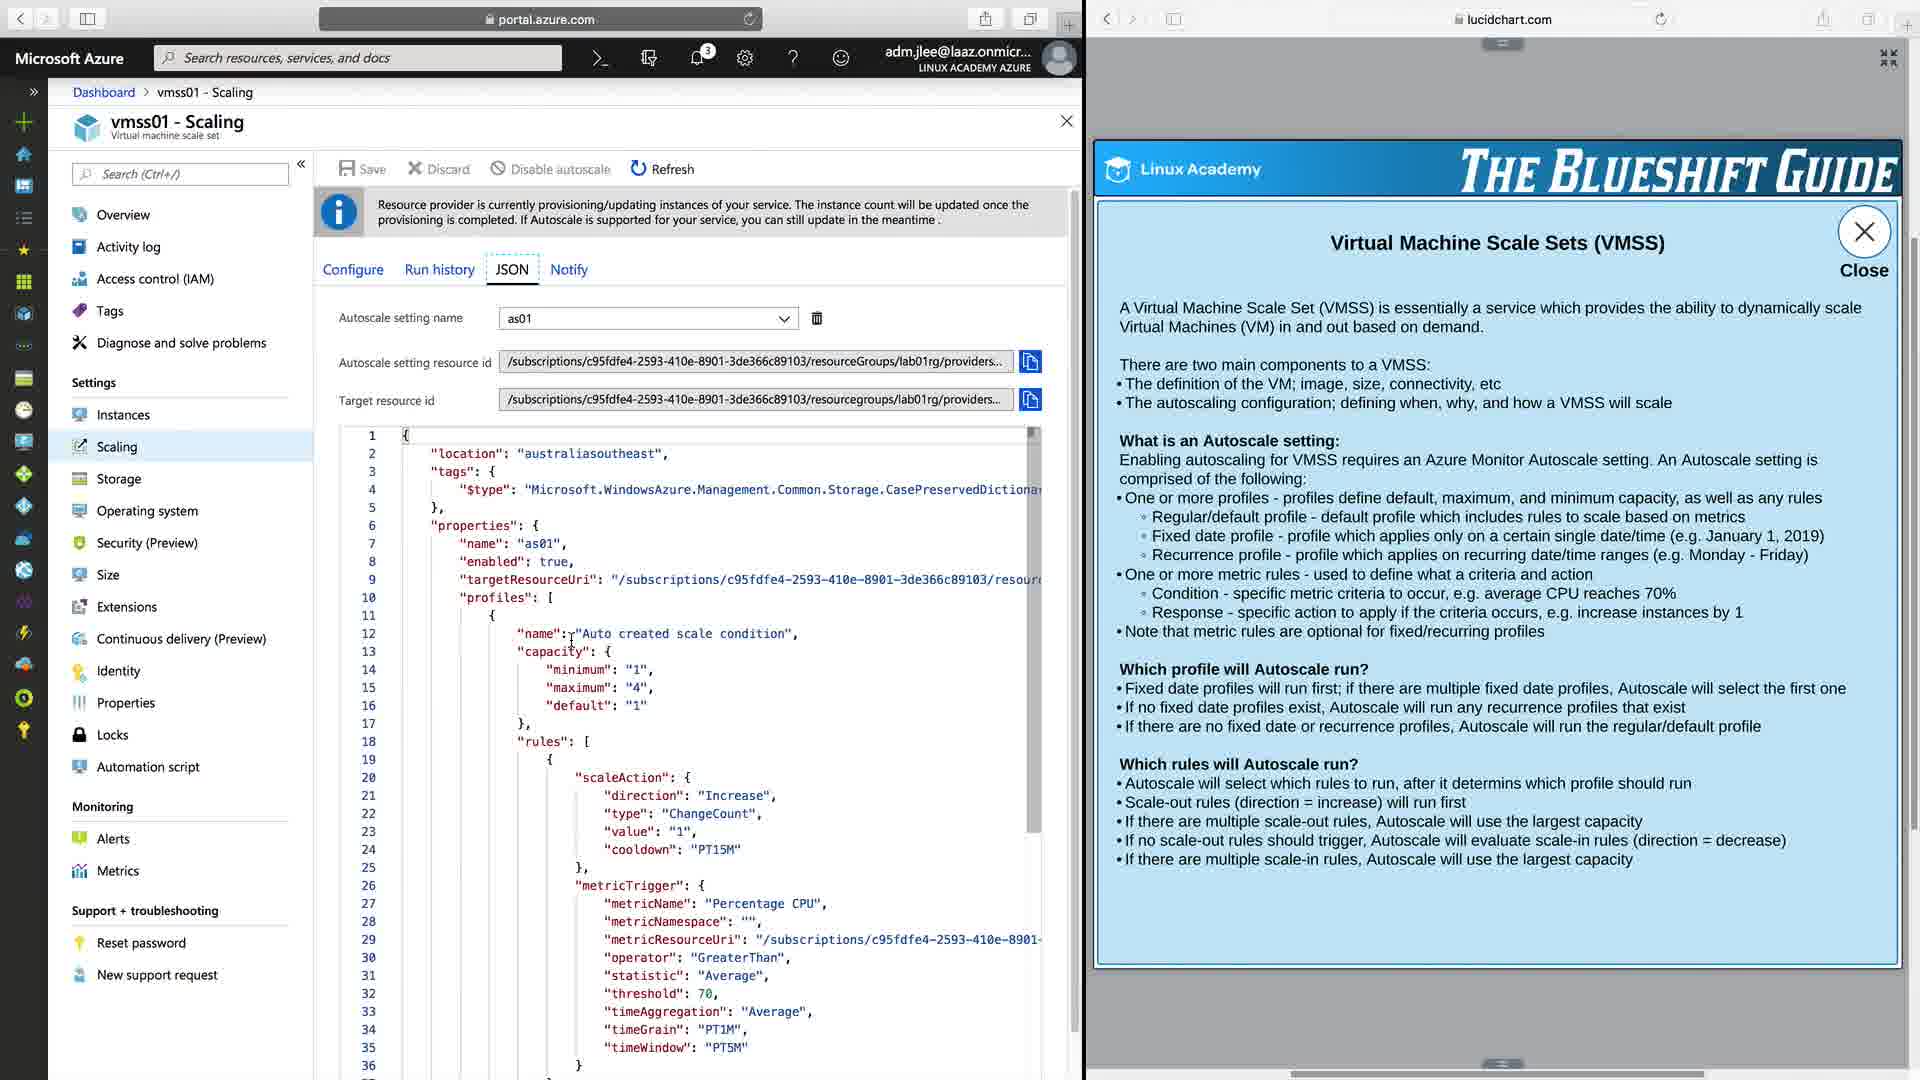 portal.azure.com
Microsoft Azure
Search resources, services, and docs
3
adm.jlee@laaz.onmicr...
LINUX ACADEMY AZURE
Dashboard > vmss01 - Scaling
vmss01 - Scaling
Virtual machine scale set
Search (Ctrl+/)
Overview
Activity log
Access control (IAM)
Tags
Diagnose and solve problems
Settings
Instances
Scaling
Storage
Operating system
Security (Preview)
Size
Extensions
Continuous delivery (Preview)
Identity
Properties
Locks
Automation script
Monitoring
Alerts
Metrics
Support + troubleshooting
Reset password
New support request
Save Discard Disable autoscale Refresh
Resource provider is currently provisioning/updating instances of your service. The instance count will be updated once the
provisioning is completed. If Autoscale is supported for your service, you can still update in the meantime .
Configure Run history JSON Notify
Autoscale setting name as01
Autoscale setting resource id /subscriptions/c95fdfe4-2593-410e-8901-3de366c89103/resourceGroups/lab01rg/providers...
Target resource id /subscriptions/c95fdfe4-2593-410e-8901-3de366c89103/resourcegroups/lab01rg/providers...
1 {
2 "location": "australiasoutheast",
3 "tags": {
4 "$type": "Microsoft.WindowsAzure.Management.Common.Storage.CasePreservedDictiona
5 },
6 "properties": {
7 "name": "as01",
8 "enabled": true,
9 "targetResourceUri": "/subscriptions/c95fdfe4-2593-410e-8901-3de366c89103/resour
10 "profiles": [
11 {
12 "name": "Auto created scale condition",
13 "capacity": {
14 "minimum": "1",
15 "maximum": "4",
16 "default": "1"
17 },
18 "rules": [
19 {
20 "scaleAction": {
21 "direction": "Increase",
22 "type": "ChangeCount",
23 "value": "1",
24 "cooldown": "PT15M"
25 },
26 "metricTrigger": {
27 "metricName": "Percentage CPU",
28 "metricNamespace": "",
29 "metricResourceUri": "/subscriptions/c95fdfe4-2593-410e-8901-
30 "operator": "GreaterThan",
31 "statistic": "Average",
32 "threshold": 70,
33 "timeAggregation": "Average",
34 "timeGrain": "PT1M",
35 "timeWindow": "PT5M"
36 }
lucidchart.com
Linux Academy
THE BLUESHIFT GUIDE
Virtual Machine Scale Sets (VMSS)
Close
A Virtual Machine Scale Set (VMSS) is essentially a service which provides the ability to dynamically scale
Virtual Machines (VM) in and out based on demand.
There are two main components to a VMSS:
• The definition of the VM; image, size, connectivity, etc
• The autoscaling configuration; defining when, why, and how a VMSS will scale
What is an Autoscale setting:
Enabling autoscaling for VMSS requires an Azure Monitor Autoscale setting. An Autoscale setting is
comprised of the following:
• One or more profiles - profiles define default, maximum, and minimum capacity, as well as any rules
◦ Regular/default profile - default profile which includes rules to scale based on metrics
◦ Fixed date profile - profile which applies only on a certain single date/time (e.g. January 1, 2019)
◦ Recurrence profile - profile which applies on recurring date/time ranges (e.g. Monday - Friday)
• One or more metric rules - used to define what a criteria and action
◦ Condition - specific metric criteria to occur, e.g. average CPU reaches 70%
◦ Response - specific action to apply if the criteria occurs, e.g. increase instances by 1
• Note that metric rules are optional for fixed/recurring profiles
Which profile will Autoscale run?
• Fixed date profiles will run first; if there are multiple fixed date profiles, Autoscale will select the first one
• If no fixed date profiles exist, Autoscale will run any recurrence profiles that exist
• If there are no fixed date or recurrence profiles, Autoscale will run the regular/default profile
Which rules will Autoscale run?
• Autoscale will select which rules to run, after it determins which profile should run
• Scale-out rules (direction = increase) will run first
• If there are multiple scale-out rules, Autoscale will use the largest capacity
• If no scale-out rules should trigger, Autoscale will evaluate scale-in rules (direction = decrease)
• If there are multiple scale-in rules, Autoscale will use the largest capacity